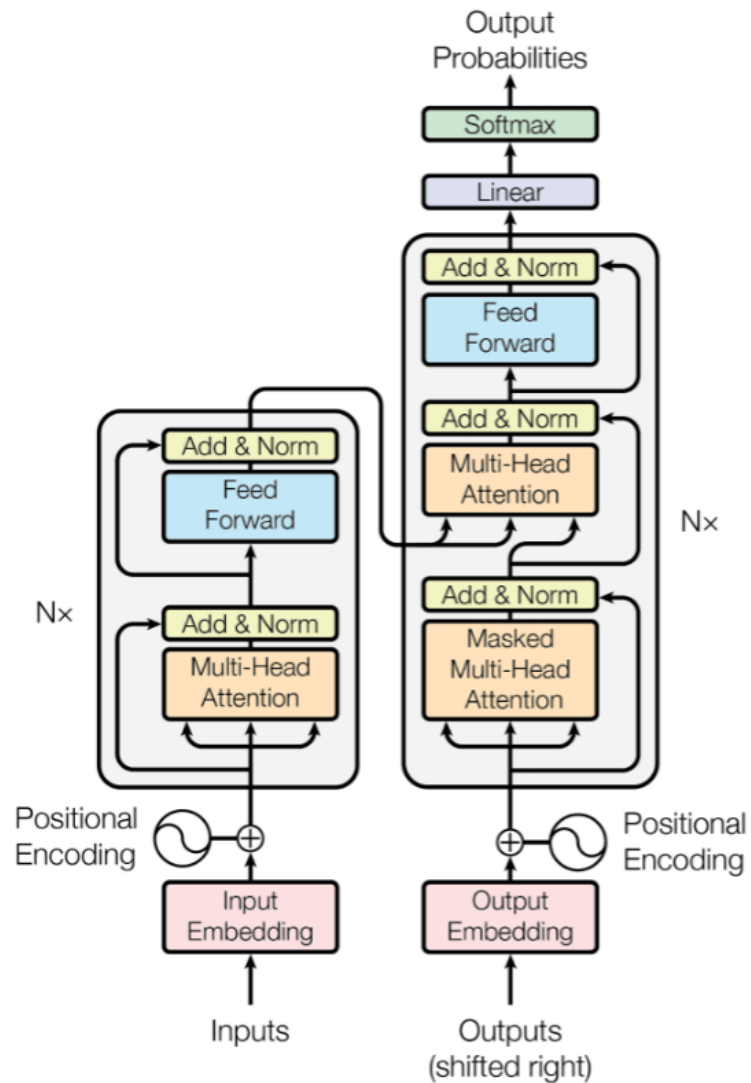 Output
Probabilities
Softmax
Linear
Add & Norm
Feed
Forward
Add & Norm
Multi-Head
Attention
Add & Norm
Masked
Multi-Head
Attention
N×
Add & Norm
Feed
Forward
Add & Norm
Multi-Head
Attention
N×
Positional
Encoding
Positional
Encoding
Input
Embedding
Output
Embedding
Inputs
Outputs
(shifted right)